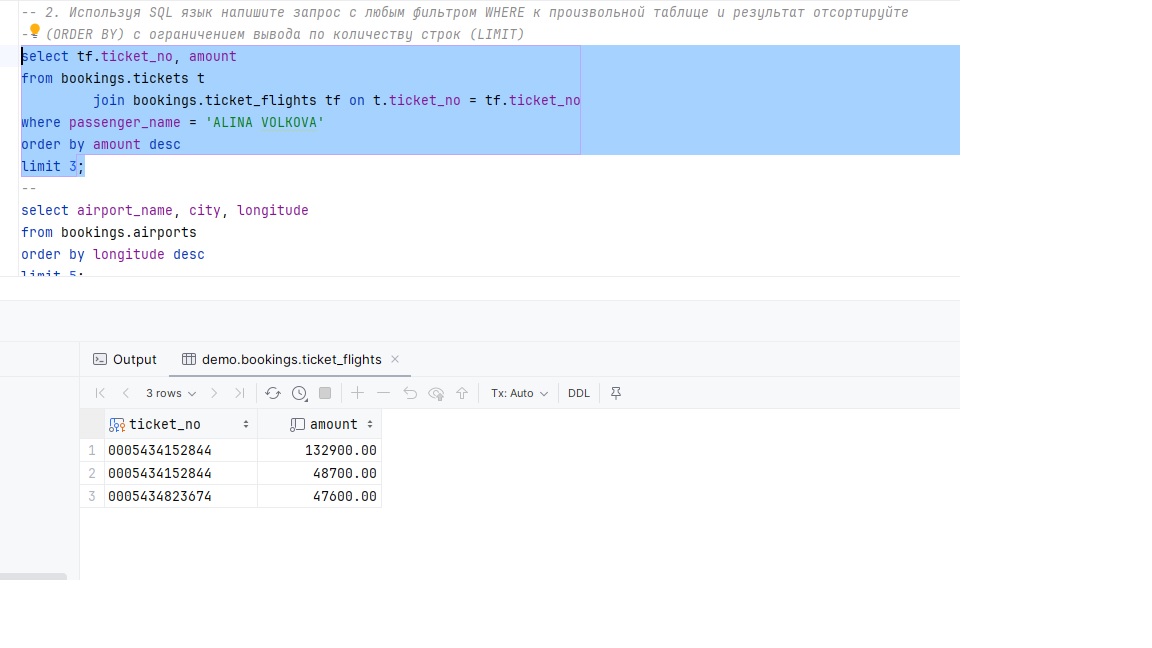 -- 2. Используя SQL язык напишите запрос с любым фильтром WHERE к произвольной таблице и результат отсортируйте
-- (ORDER BY) с ограничением вывода по количеству строк (LIMIT)
select tf.ticket_no, amount
from bookings.tickets t
join bookings.ticket_flights tf on t.ticket_no = tf.ticket_no
where passenger_name = 'ALINA VOLKOVA'
order by amount desc
limit 3;
--
select airport_name, city, longitude
from bookings.airports
order by longitude desc
limit 5;
Output demo.bookings.ticket_flights
3 rows Tx: Auto DDL
ticket_no amount
1 0005434152844 132900.00
2 0005434152844 48700.00
3 0005434823674 47600.00